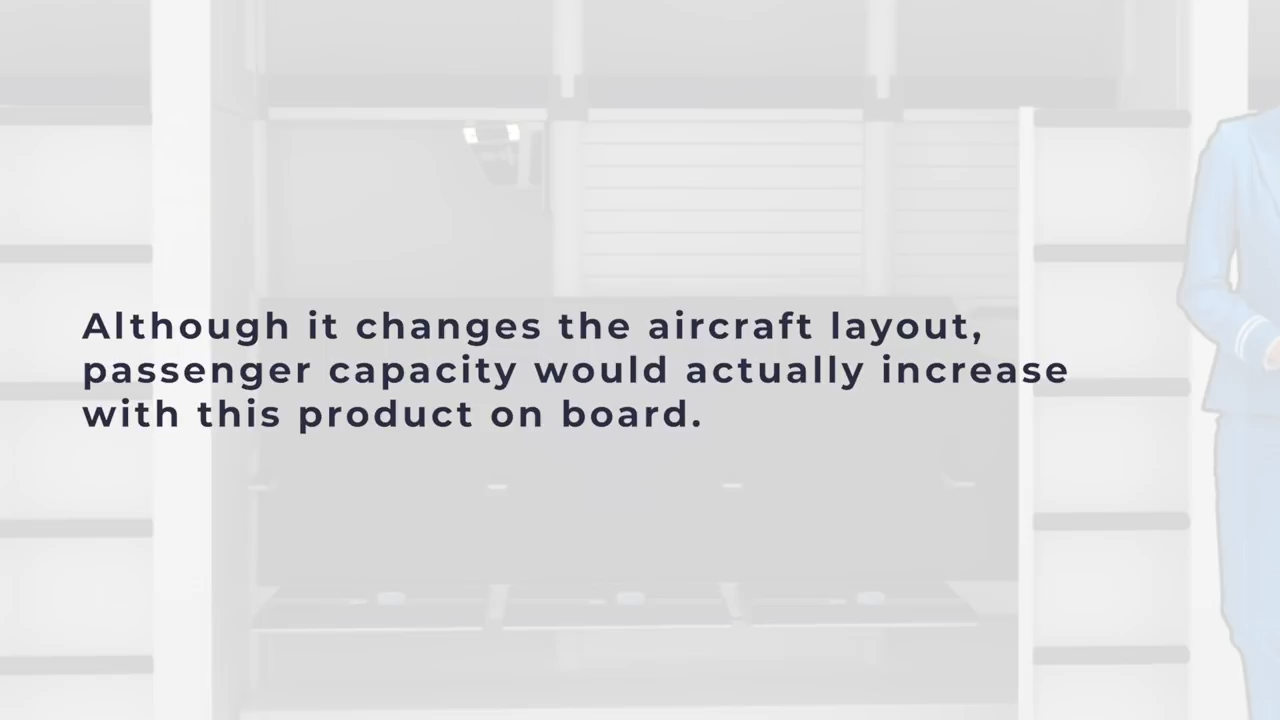 Although it changes the aircraft layout,
passenger capacity would actually increase
with this product on board.